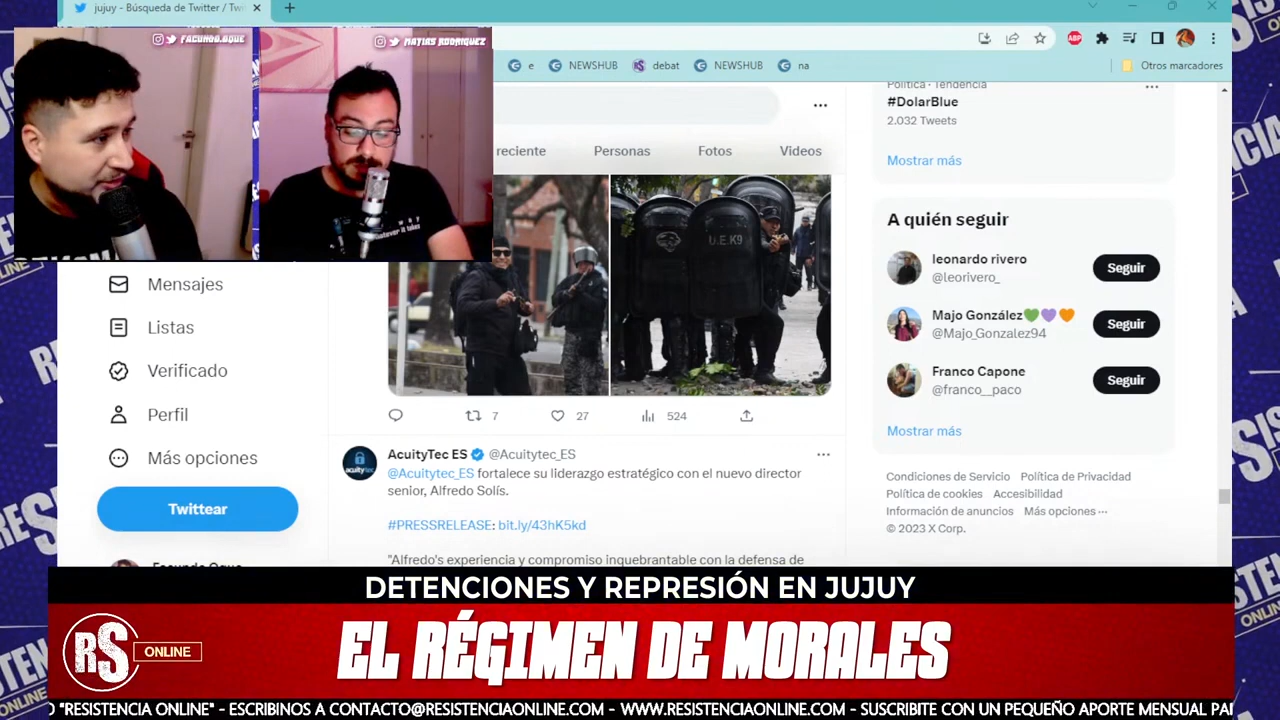 jujuy - Búsqueda de Twitter / Twi
FACUNDO.OQUE
MATIAS RODRIGUEZ
NEWSHUB
debat
NEWSHUB
na
Otros marcadores
reciente
Personas
Fotos
Videos
Política · Tendencia
#DolarBlue
2.032 Tweets
Mostrar más
A quién seguir
leonardo rivero
@leorivero_
Seguir
Majo González
@Majo_Gonzalez94
Seguir
Franco Capone
@franco__paco
Seguir
Mostrar más
Condiciones de Servicio Política de Privacidad
Política de cookies Accesibilidad
Información de anuncios Más opciones ···
© 2023 X Corp.
Mensajes
Listas
Verificado
Perfil
Más opciones
Twittear
U.E.K9
7
27
524
AcuityTec ES @Acuitytec_ES
@Acuitytec_ES fortalece su liderazgo estratégico con el nuevo director
senior, Alfredo Solís.
#PRESSRELEASE: bit.ly/43hK5kd
"Alfredo's experiencia y compromiso inquebrantable con la defensa de
DETENCIONES Y REPRESIÓN EN JUJUY
EL RÉGIMEN DE MORALES
RS ONLINE
O "RESISTENCIA ONLINE" - ESCRIBINOS A CONTACTO@RESISTENCIAONLINE.COM - WWW.RESISTENCIAONLINE.COM - SUSCRIBITE CON UN PEQUEÑO APORTE MENSUAL PAR